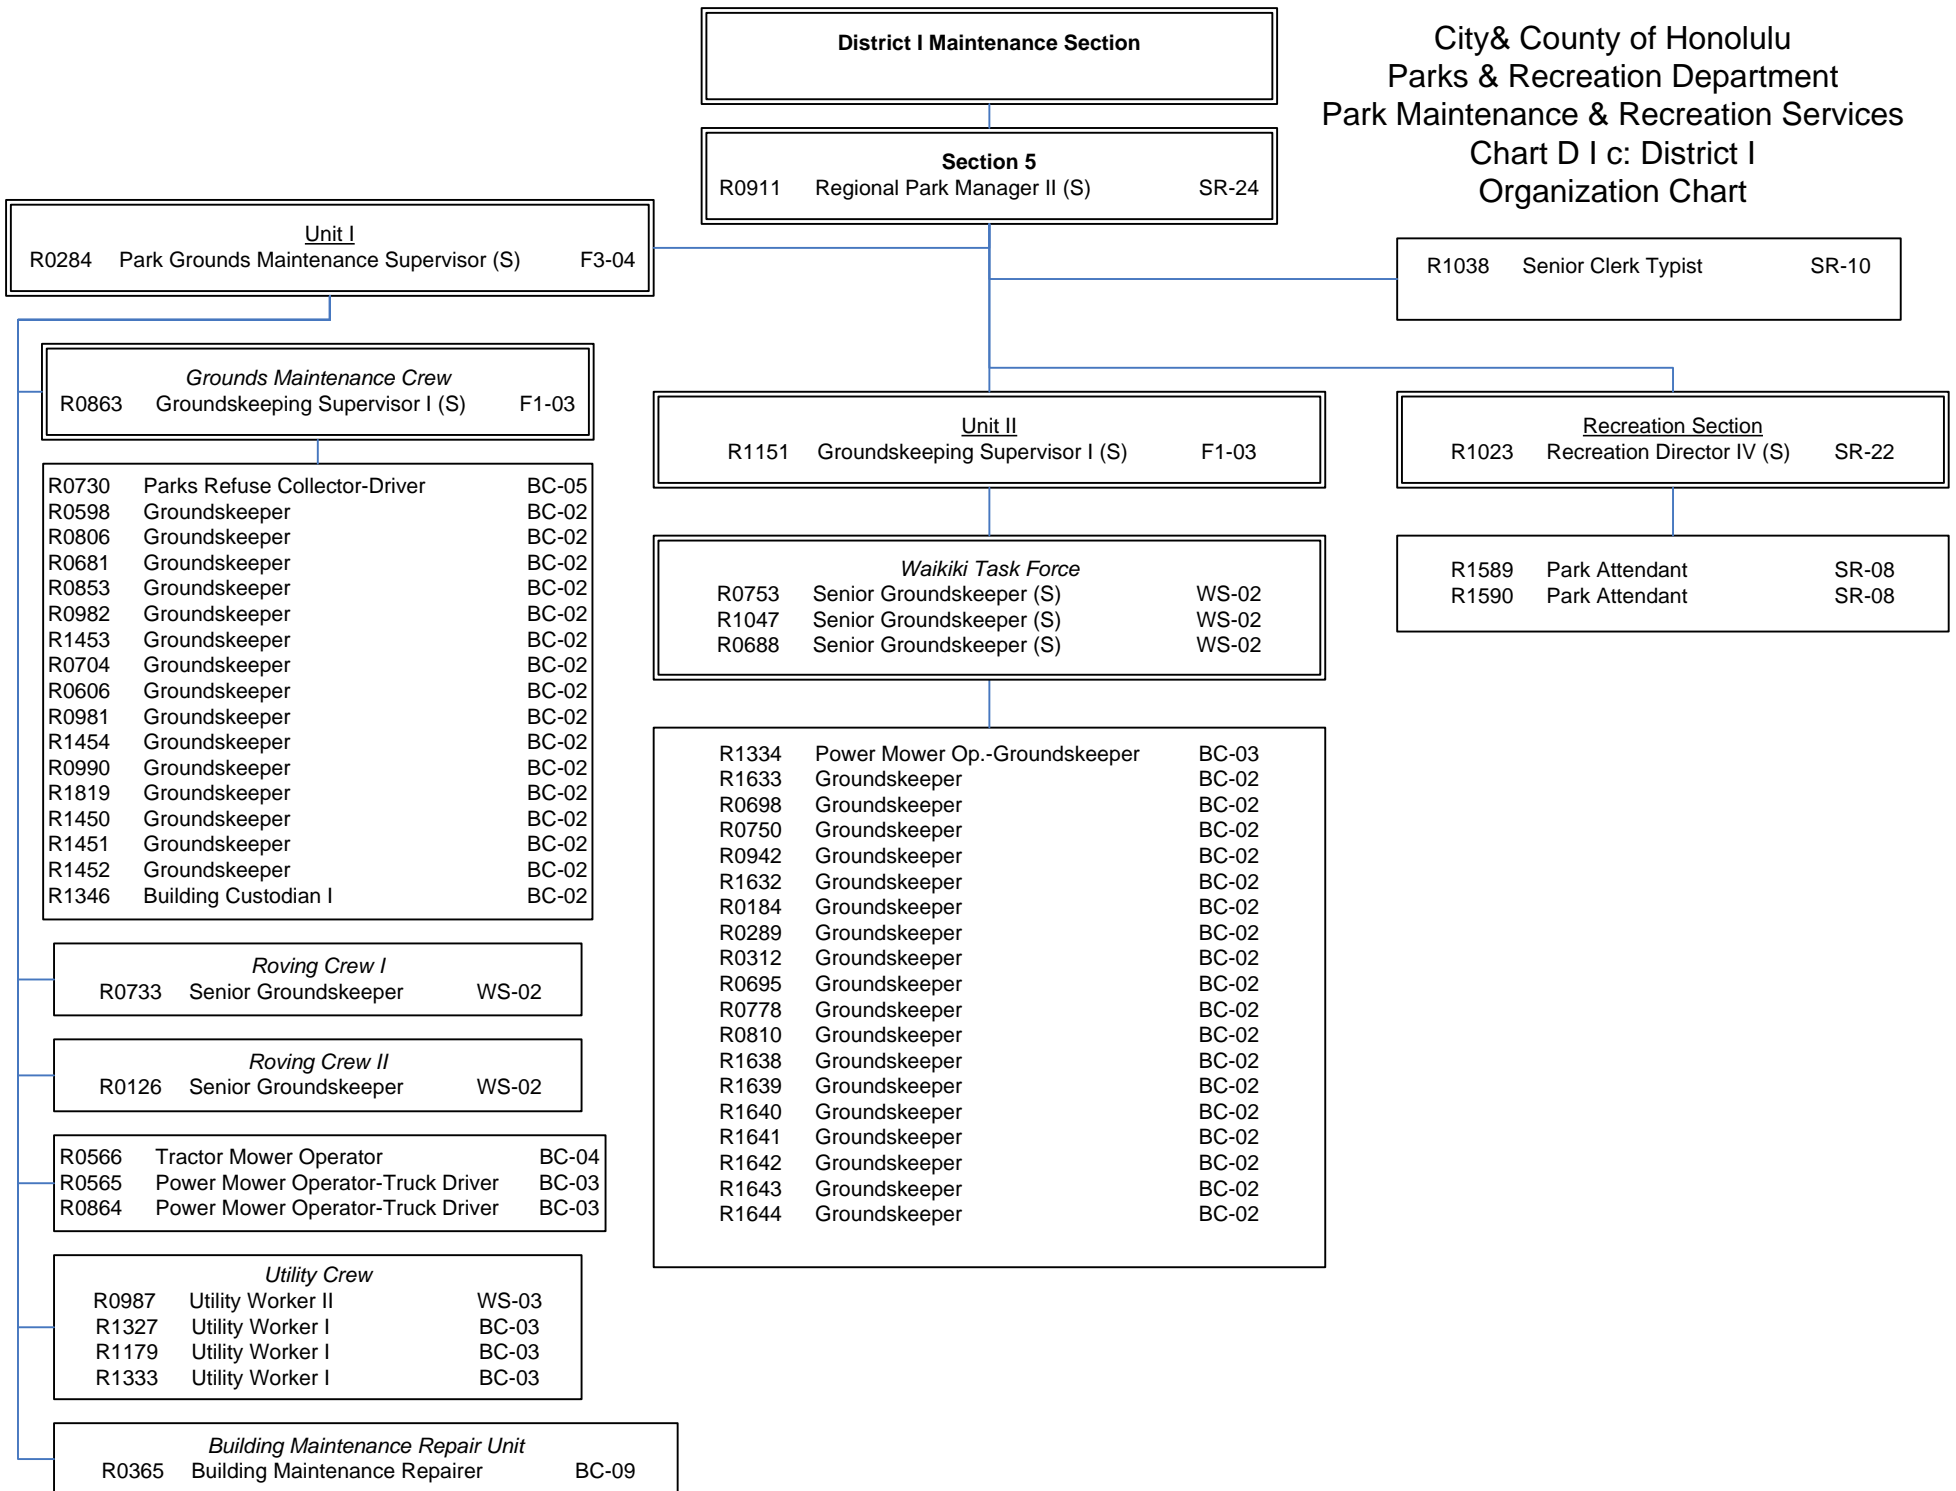 District I Maintenance Section
City& County of Honolulu
Parks & Recreation Department
Park Maintenance & Recreation Services
Chart D I c: District I
Organization Chart
Section 5
R0911 Regional Park Manager II (S) SR-24
Unit I
R0284 Park Grounds Maintenance Supervisor (S) F3-04
R1038 Senior Clerk Typist SR-10
Grounds Maintenance Crew
R0863 Groundskeeping Supervisor I (S) F1-03
R0730 Parks Refuse Collector-Driver BC-05
R0598 Groundskeeper BC-02
R0806 Groundskeeper BC-02
R0681 Groundskeeper BC-02
R0853 Groundskeeper BC-02
R0982 Groundskeeper BC-02
R1453 Groundskeeper BC-02
R0704 Groundskeeper BC-02
R0606 Groundskeeper BC-02
R0981 Groundskeeper BC-02
R1454 Groundskeeper BC-02
R0990 Groundskeeper BC-02
R1819 Groundskeeper BC-02
R1450 Groundskeeper BC-02
R1451 Groundskeeper BC-02
R1452 Groundskeeper BC-02
R1346 Building Custodian I BC-02
Roving Crew I
R0733 Senior Groundskeeper WS-02
Roving Crew II
R0126 Senior Groundskeeper WS-02
R0566 Tractor Mower Operator BC-04
R0565 Power Mower Operator-Truck Driver BC-03
R0864 Power Mower Operator-Truck Driver BC-03
Utility Crew
R0987 Utility Worker II WS-03
R1327 Utility Worker I BC-03
R1179 Utility Worker I BC-03
R1333 Utility Worker I BC-03
Building Maintenance Repair Unit
R0365 Building Maintenance Repairer BC-09
Unit II
R1151 Groundskeeping Supervisor I (S) F1-03
Waikiki Task Force
R0753 Senior Groundskeeper (S) WS-02
R1047 Senior Groundskeeper (S) WS-02
R0688 Senior Groundskeeper (S) WS-02
R1334 Power Mower Op.-Groundskeeper BC-03
R1633 Groundskeeper BC-02
R0698 Groundskeeper BC-02
R0750 Groundskeeper BC-02
R0942 Groundskeeper BC-02
R1632 Groundskeeper BC-02
R0184 Groundskeeper BC-02
R0289 Groundskeeper BC-02
R0312 Groundskeeper BC-02
R0695 Groundskeeper BC-02
R0778 Groundskeeper BC-02
R0810 Groundskeeper BC-02
R1638 Groundskeeper BC-02
R1639 Groundskeeper BC-02
R1640 Groundskeeper BC-02
R1641 Groundskeeper BC-02
R1642 Groundskeeper BC-02
R1643 Groundskeeper BC-02
R1644 Groundskeeper BC-02
Recreation Section
R1023 Recreation Director IV (S) SR-22
R1589 Park Attendant SR-08
R1590 Park Attendant SR-08